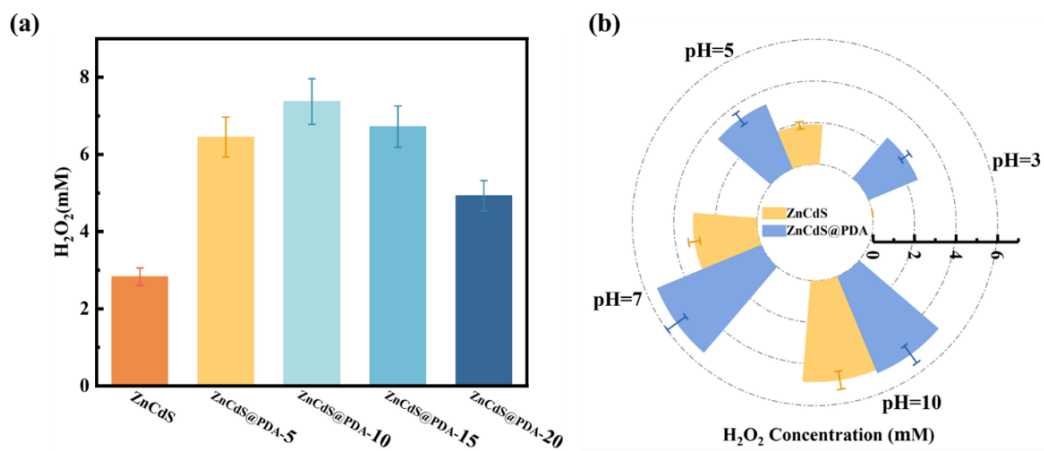 (a)
H₂O₂(mM)
8
6
4
2
0
ZnCdS
ZnCdS@PDA-5
ZnCdS@PDA-10
ZnCdS@PDA-15
ZnCdS@PDA-20
(b)
pH=5
pH=3
ZnCdS
ZnCdS@PDA
0
2
4
6
pH=7
pH=10
H₂O₂ Concentration (mM)